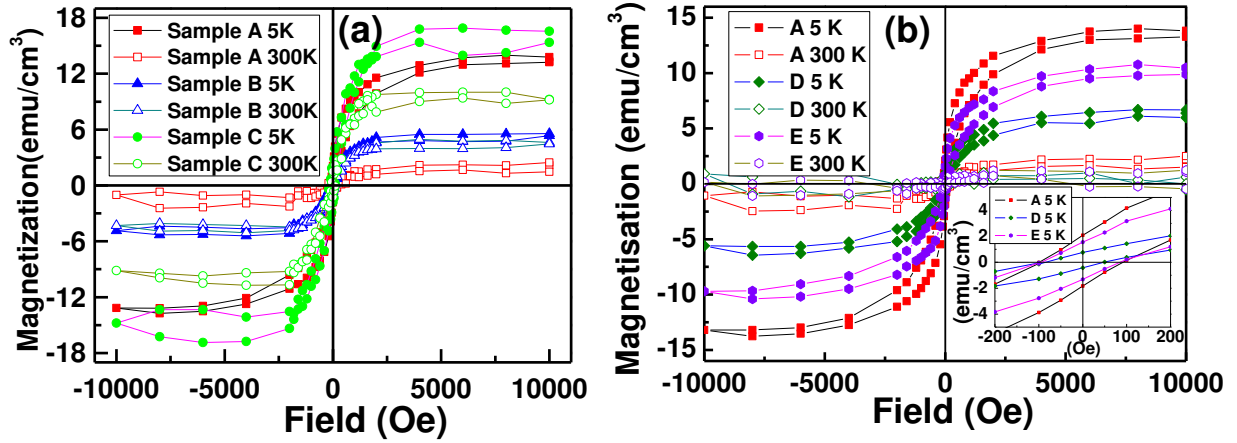 (a)
Sample A 5K
Sample A 300K
Sample B 5K
Sample B 300K
Sample C 5K
Sample C 300K
18
12
6
0
-6
-12
-18
Magnetization(emu/cm³)
-10000 -5000 0 5000 10000
Field (Oe)
(b)
A 5 K
A 300 K
D 5 K
D 300 K
E 5 K
E 300 K
15
10
5
0
-5
-10
-15
Magnetisation (emu/cm³)
-10000 -5000 0 5000 10000
Field (Oe)
A 5 K
D 5 K
E 5 K
4
2
0
-2
-4
(emu/cm³)
-200 -100 0 100 200
(Oe)